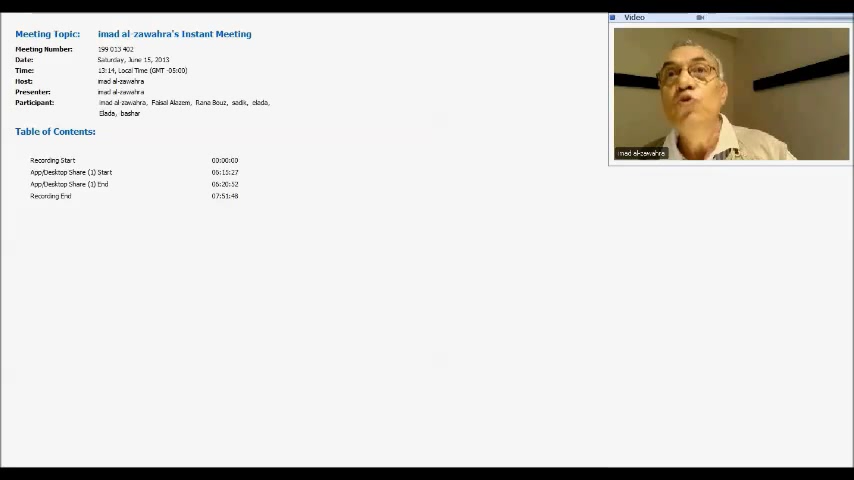 Video
Meeting Topic: imad al-zawahra's Instant Meeting
Meeting Number: 199 013 402
Date: Saturday, June 15, 2013
Time: 13:14, Local Time (GMT -05:00)
Host: imad al-zawahra
Presenter: imad al-zawahra
Participant: imad al-zawahra, Faisal Alazem, Rana Bouz, sadik, elada,
Elada, bashar
Table of Contents:
imad al-zawahra
Recording Start 00:00:00
App/Desktop Share (1) Start 06:15:27
App/Desktop Share (1) End 06:20:52
Recording End 07:51:48